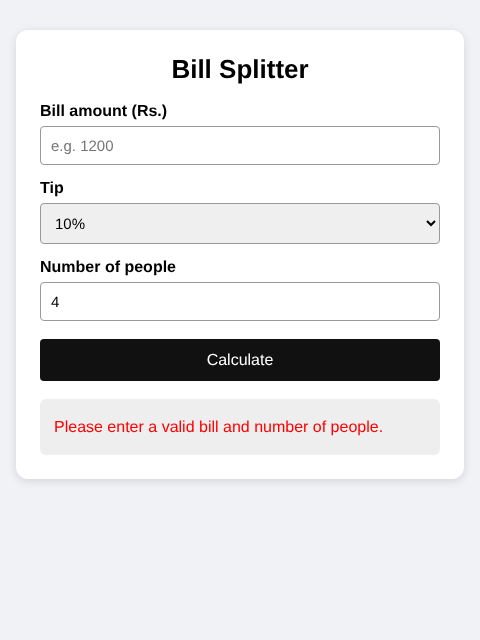 Bill Splitter
Bill amount (Rs.)
e.g. 1200
Tip
10%
Number of people
4
Calculate
Please enter a valid bill and number of people.